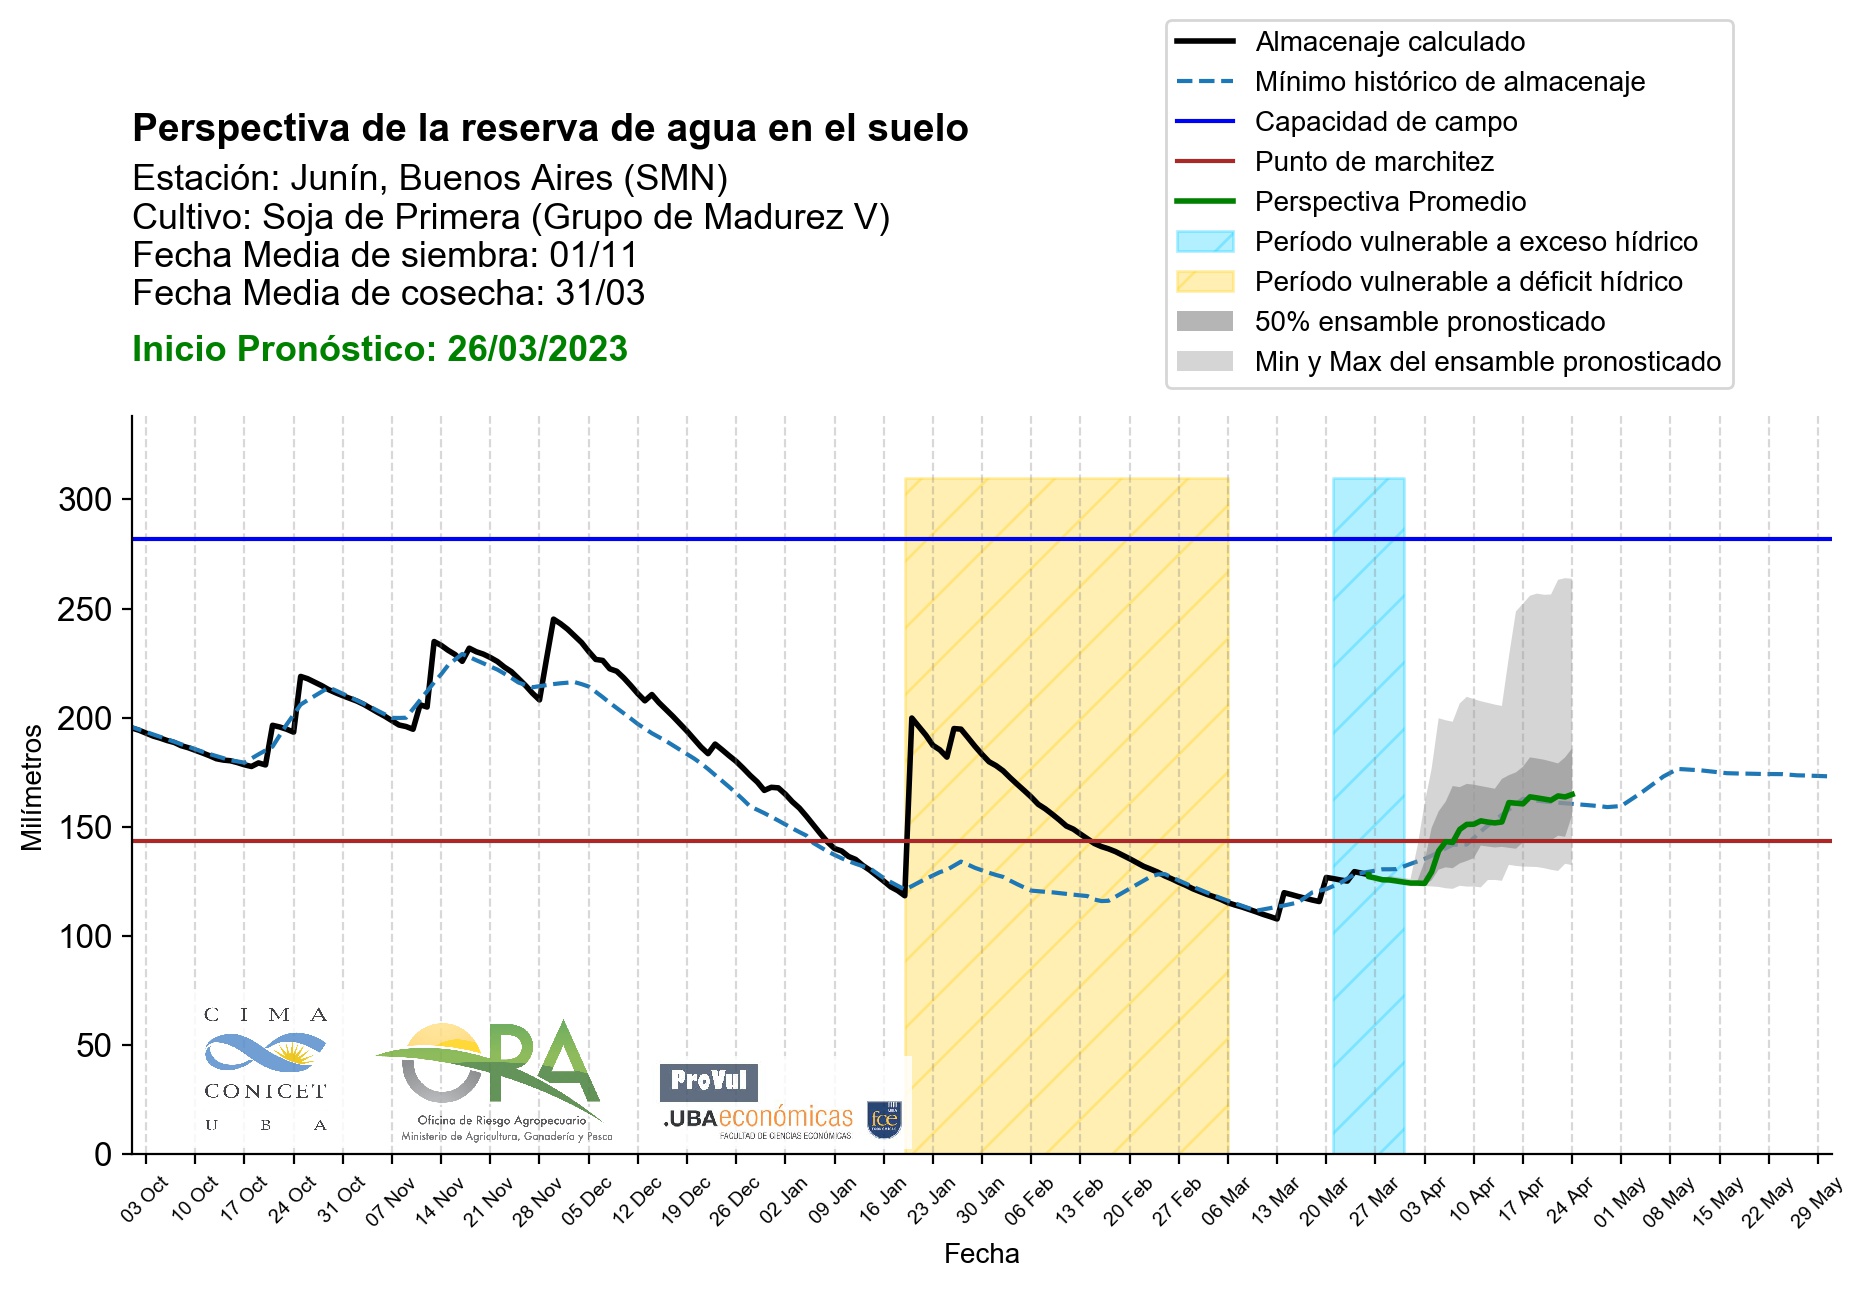 Almacenaje calculado
Mínimo histórico de almacenaje
Capacidad de campo
Punto de marchitez
Perspectiva Promedio
Período vulnerable a exceso hídrico
Período vulnerable a déficit hídrico
50% ensamble pronosticado
Min y Max del ensamble pronosticado
Perspectiva de la reserva de agua en el suelo
Estación: Junín, Buenos Aires (SMN)
Cultivo: Soja de Primera (Grupo de Madurez V)
Fecha Media de siembra: 01/11
Fecha Media de cosecha: 31/03
Inicio Pronóstico: 26/03/2023
Milímetros
300
250
200
150
100
50
0
CIMA
CONICET
UBA
ORA
Oficina de Riesgo Agropecuario
Ministerio de Agricultura, Ganadería y Pesca
ProVul
.UBAeconómicas
FACULTAD DE CIENCIAS ECONÓMICAS
UBA
fce
ECONÓMICAS
03 Oct
10 Oct
17 Oct
24 Oct
31 Oct
07 Nov
14 Nov
21 Nov
28 Nov
05 Dec
12 Dec
19 Dec
26 Dec
02 Jan
09 Jan
16 Jan
23 Jan
30 Jan
06 Feb
13 Feb
20 Feb
27 Feb
06 Mar
13 Mar
20 Mar
27 Mar
03 Apr
10 Apr
17 Apr
24 Apr
01 May
08 May
15 May
22 May
29 May
Fecha